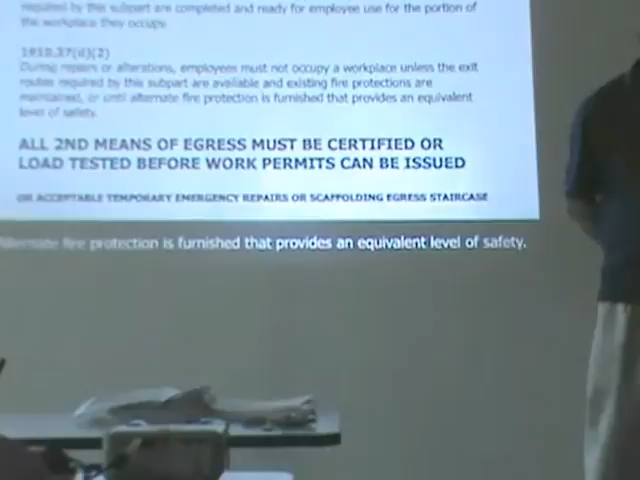 required by this subpart are completed and ready for employee use for the portion of
the workplace they occupy.
1910.37(d)(2)
During repairs or alterations, employees must not occupy a workplace unless the exit
routes required by this subpart are available and existing fire protections are
maintained, or until alternate fire protection is furnished that provides an equivalent
level of safety.
ALL 2ND MEANS OF EGRESS MUST BE CERTIFIED OR
LOAD TESTED BEFORE WORK PERMITS CAN BE ISSUED
OR ACCEPTABLE TEMPORARY EMERGENCY REPAIRS OR SCAFFOLDING EGRESS STAIRCASE
Alternate fire protection is furnished that provides an equivalent level of safety.